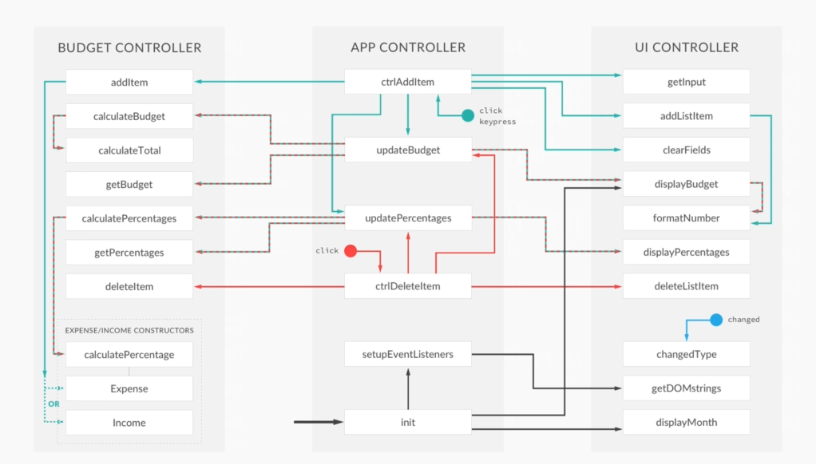 BUDGET CONTROLLER
addItem
calculateBudget
calculateTotal
getBudget
calculatePercentages
getPercentages
deleteItem
EXPENSE/INCOME CONSTRUCTORS
calculatePercentage
Expense
OR
Income
APP CONTROLLER
ctrlAddItem
click
keypress
updateBudget
updatePercentages
click
ctrlDeleteItem
setupEventListeners
init
UI CONTROLLER
getInput
addListItem
clearFields
displayBudget
formatNumber
displayPercentages
deleteListItem
changed
changedType
getDOMstrings
displayMonth